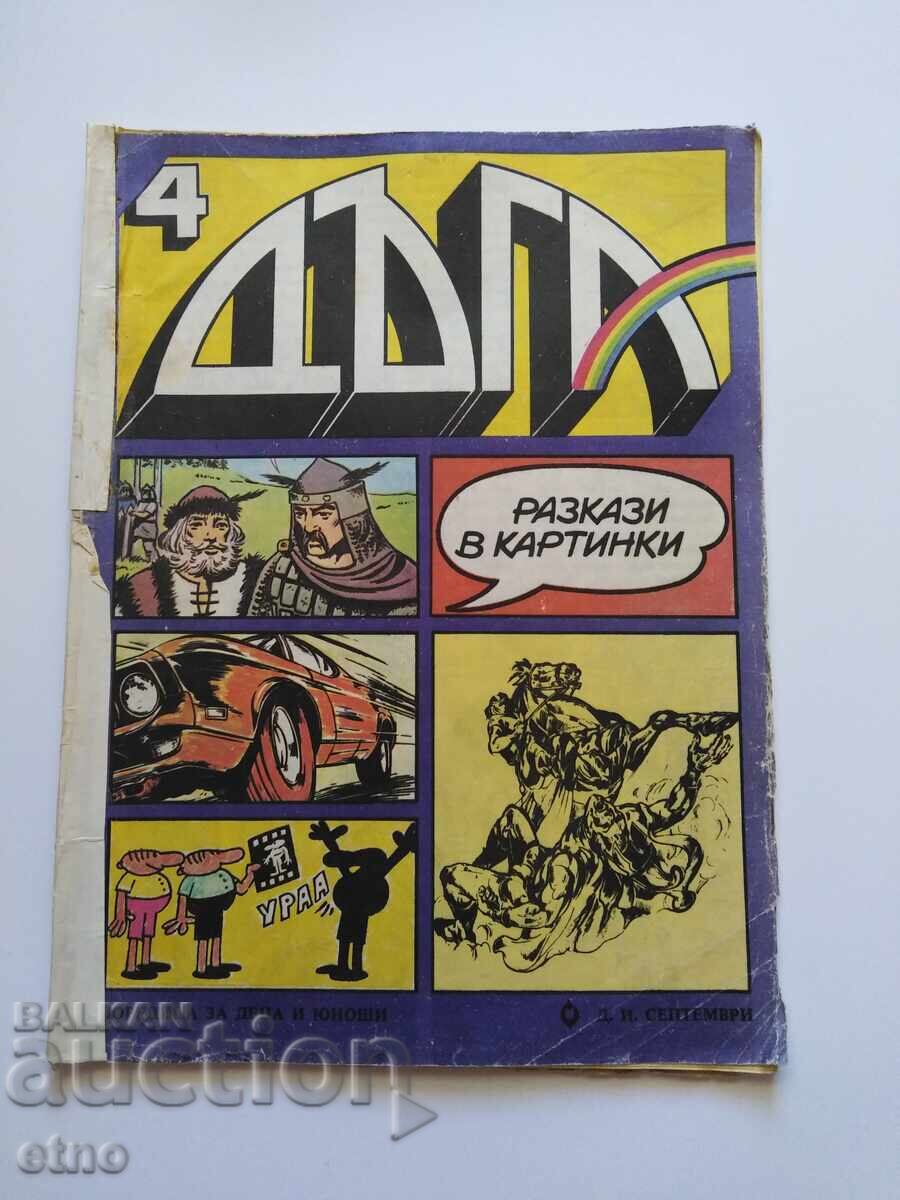 4
ДЪГА
РАЗКАЗИ
В КАРТИНКИ
УРАА
ЗА ДЕЦА И ЮНОШИ
Д. И. СЕПТЕМВРИ
BALKAN
auction
etno